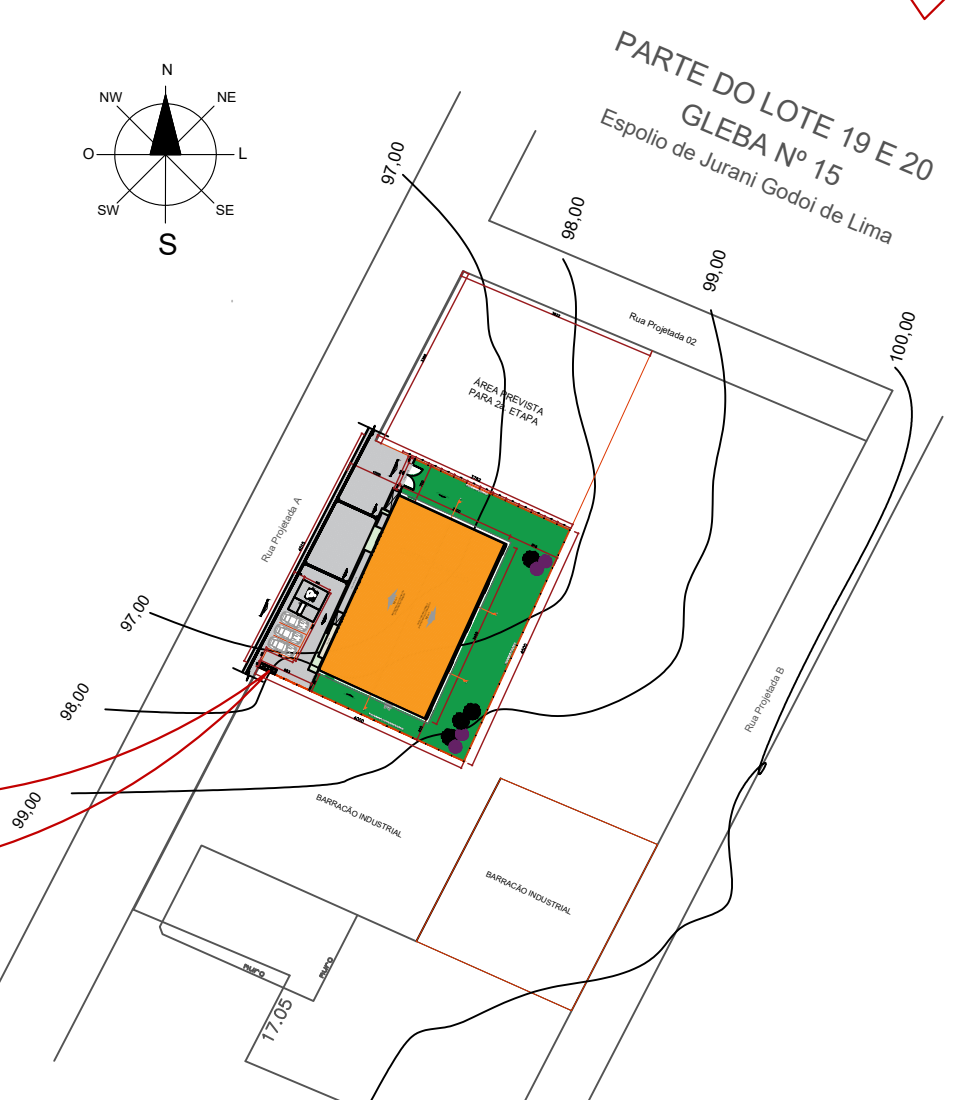 PARTE DO LOTE 19 E 20
GLEBA Nº 15
Espolio de Jurani Godoi de Lima
N
NW
NE
O
L
SW
SE
S
97,00
98,00
99,00
100,00
Rua Projetada 02
ÁREA PREVISTA
PARA 2a. ETAPA
Rua Projetada A
97,00
98,00
99,00
Rua Projetada B
BARRACÃO INDUSTRIAL
BARRACÃO INDUSTRIAL
muro
muro
17.05